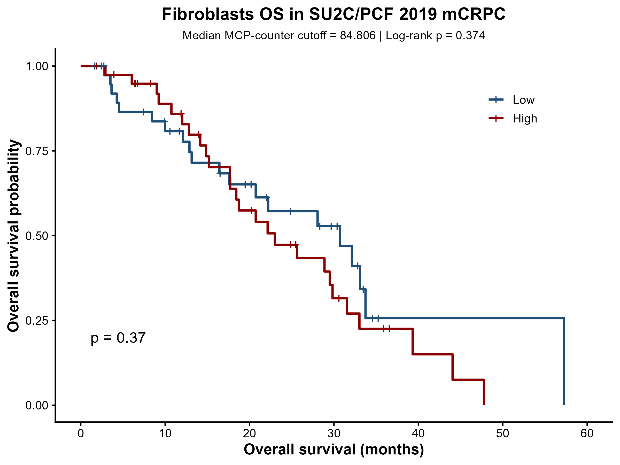 Fibroblasts OS in SU2C/PCF 2019 mCRPC
Median MCP-counter cutoff = 84.806 | Log-rank p = 0.374
Overall survival probability
1.00
0.75
0.50
0.25
0.00
Low
High
p = 0.37
0 10 20 30 40 50 60
Overall survival (months)